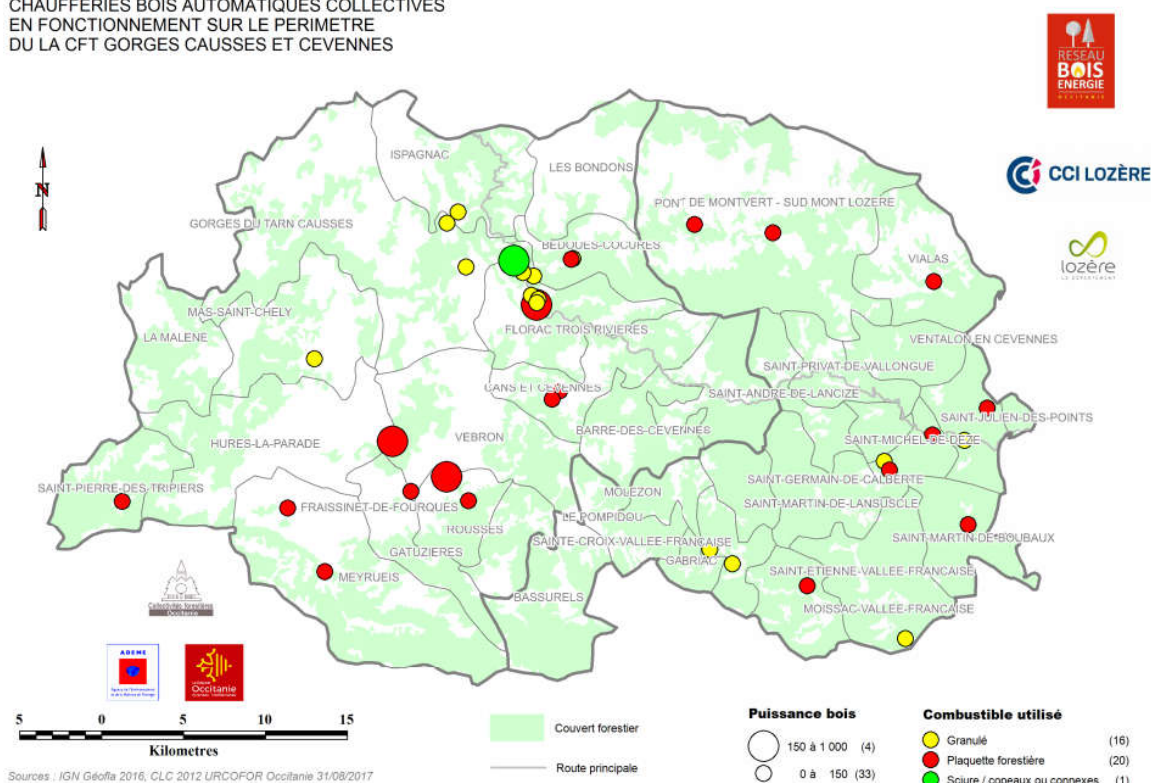 CHAUFFERIES BOIS AUTOMATIQUES COLLECTIVES
EN FONCTIONNEMENT SUR LE PERIMETRE
DU LA CFT GORGES CAUSSES ET CEVENNES
RESEAU
BOIS
ENERGIE
OCCITANIE
CCI LOZÈRE
lozère
LE DÉPARTEMENT
N
ISPAGNAC
LES BONDONS
PONT DE MONTVERT - SUD MONT LOZERE
GORGES DU TARN CAUSSES
BEDOUES-COCURES
VIALAS
MAS-SAINT-CHELY
LA MALENE
FLORAC TROIS RIVIERES
VENTALON EN CEVENNES
SAINT-PRIVAT-DE-VALLONGUE
CANS ET CEVENNES
SAINT-ANDRE-DE-LANCIZE
SAINT-JULIEN-DES-POINTS
BARRE-DES-CEVENNES
HURES-LA-PARADE
VEBRON
SAINT-MICHEL-DE-DEZE
SAINT-GERMAIN-DE-CALBERTE
SAINT-PIERRE-DES-TRIPIERS
MOLEZON
SAINT-MARTIN-DE-LANSUSCLE
FRAISSINET-DE-FOURQUES
LE POMPIDOU
ROUSSES
SAINTE-CROIX-VALLEE-FRANCAISE
SAINT-MARTIN-DE-BOUBAUX
GATUZIERES
GABRIAC
SAINT-ETIENNE-VALLEE-FRANCAISE
MEYRUEIS
BASSURELS
MOISSAC-VALLEE-FRANCAISE
Collectivités forestières
Occitanie
ADEME
Occitanie
5 0 5 10 15
Kilometres
Couvert forestier
Route principale
Puissance bois
150 à 1 000 (4)
0 à 150 (33)
Combustible utilisé
Granulé (16)
Plaquette forestière (20)
Sciure / copeaux ou connexes (1)
Sources : IGN Géofla 2016, CLC 2012 URCOFOR Occitanie 31/08/2017